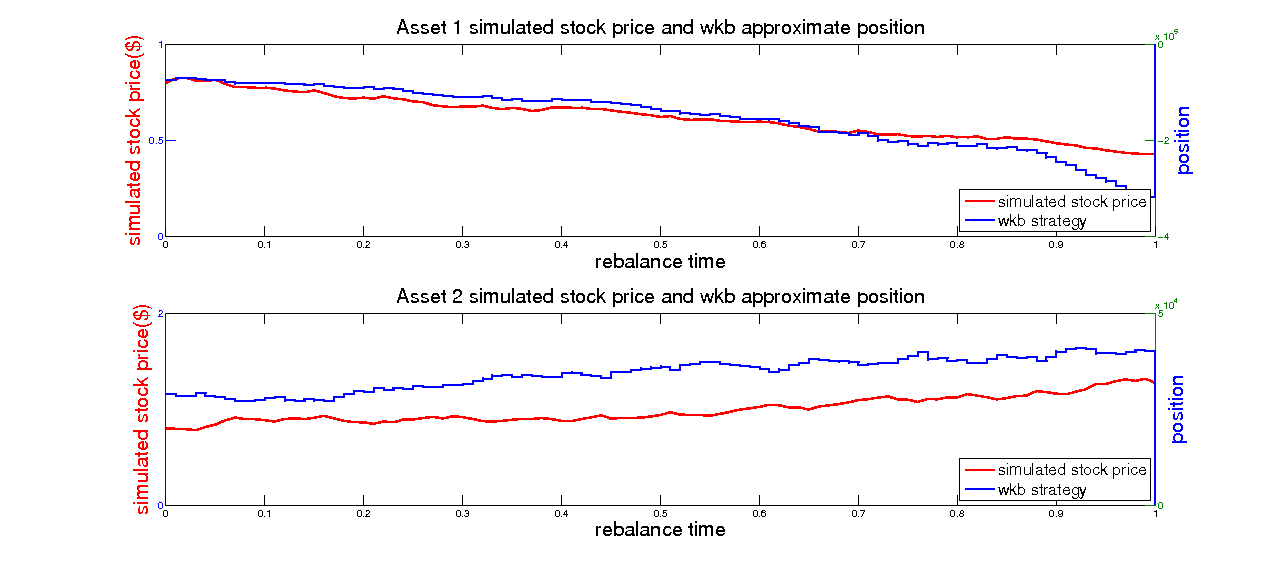 Asset 1 simulated stock price and wkb approximate position
x 10^5
1
0.5
0
simulated stock price($)
0
-2
-4
position
simulated stock price
wkb strategy
0 0.1 0.2 0.3 0.4 0.5 0.6 0.7 0.8 0.9 1
rebalance time
Asset 2 simulated stock price and wkb approximate position
x 10^4
2
0
simulated stock price($)
5
0
position
simulated stock price
wkb strategy
0 0.1 0.2 0.3 0.4 0.5 0.6 0.7 0.8 0.9 1
rebalance time